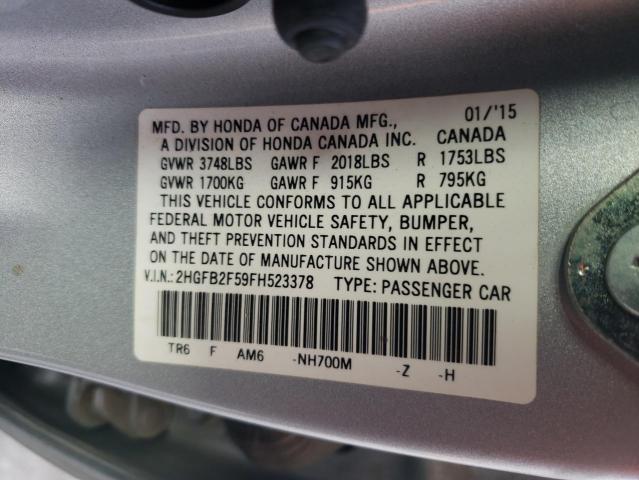 MFD. BY HONDA OF CANADA MFG., 01/'15
A DIVISION OF HONDA CANADA INC. CANADA
GVWR 3748LBS GAWR F 2018LBS R 1753LBS
GVWR 1700KG GAWR F 915KG R 795KG
THIS VEHICLE CONFORMS TO ALL APPLICABLE
FEDERAL MOTOR VEHICLE SAFETY, BUMPER,
AND THEFT PREVENTION STANDARDS IN EFFECT
ON THE DATE OF MANUFACTURE SHOWN ABOVE.
V.I.N.: 2HGFB2F59FH523378 TYPE: PASSENGER CAR
TR6 F AM6 -NH700M -Z -H